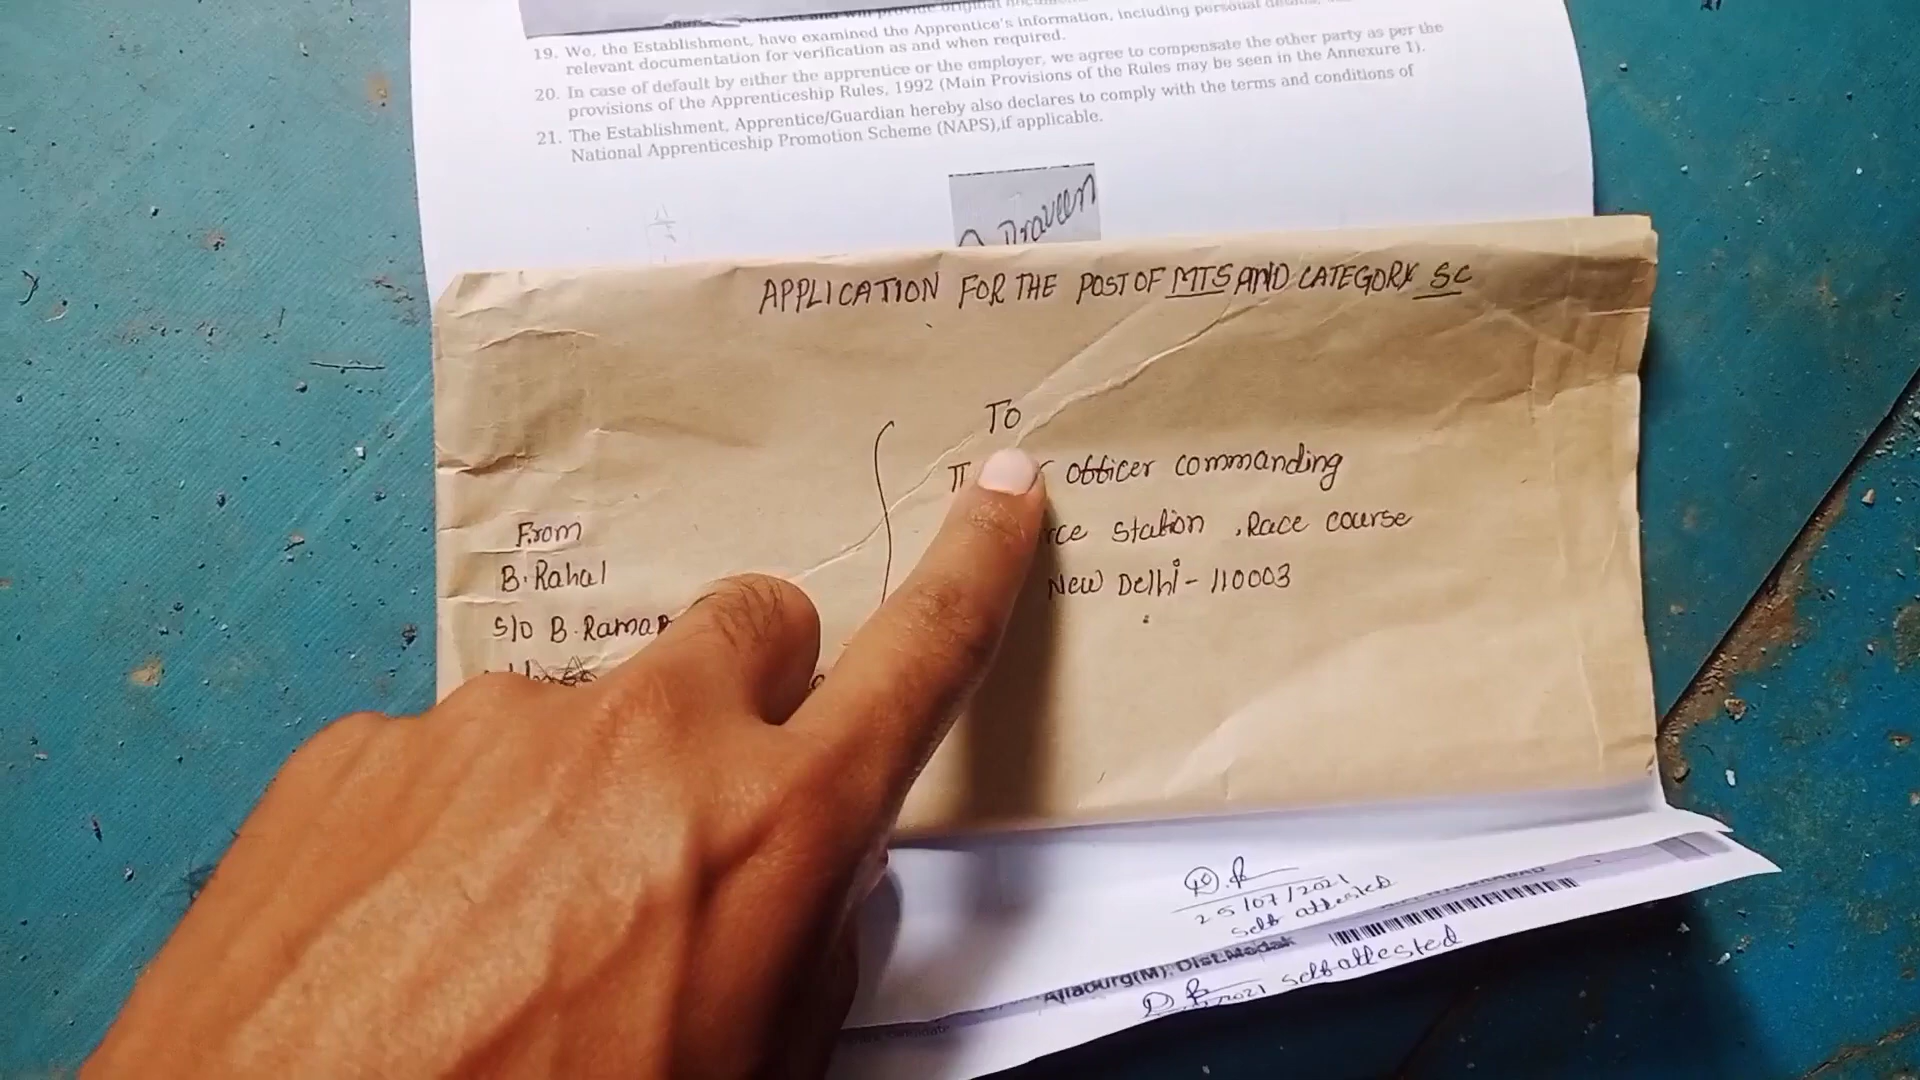 19. We, the Establishment, have examined the Apprentice's information, including personal
relevant documentation for verification as and when required.
20. In case of default by either the apprentice or the employer, we agree to compensate the other party as per the
provisions of the Apprenticeship Rules, 1992 (Main Provisions of the Rules may be seen in the Annexure 1).
21. The Establishment, Apprentice/Guardian hereby also declares to comply with the terms and conditions of
National Apprenticeship Promotion Scheme (NAPS),if applicable.
Praveen
APPLICATION FOR THE POST OF MTS AND CATEGORY SC
To
officer commanding
station, Race course
New Delhi - 110003
From
B. Rahul
S/O B.
25/07/2021
self attested
Dist.Medak
self attested